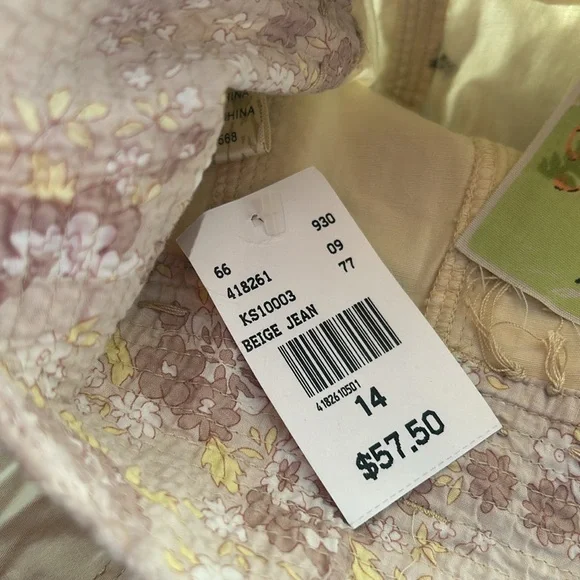 CHINA
66 930
418261 09
KS10003 77
BEIGE JEAN
4182610501
14
$57.50